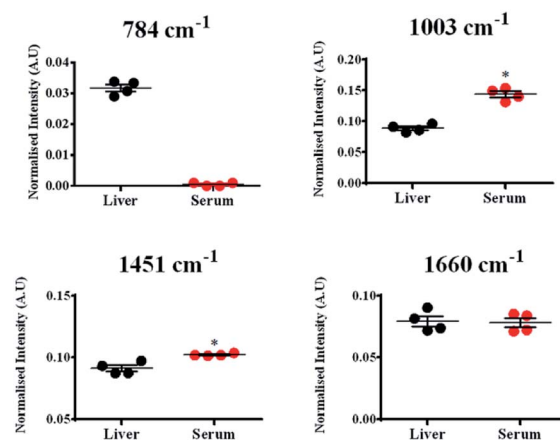 784 cm-1
Normalised Intensity (A.U)
0.04
0.03
0.02
0.01
0.00
Liver Serum
1003 cm-1
Normalised Intensity (A.U)
0.20
0.15
0.10
0.05
0.00
*
Liver Serum
1451 cm-1
Normalised Intensity (A.U)
0.15
0.10
0.05
*
Liver Serum
1660 cm-1
Normalised Intensity (A.U)
0.10
0.05
0.00
Liver Serum